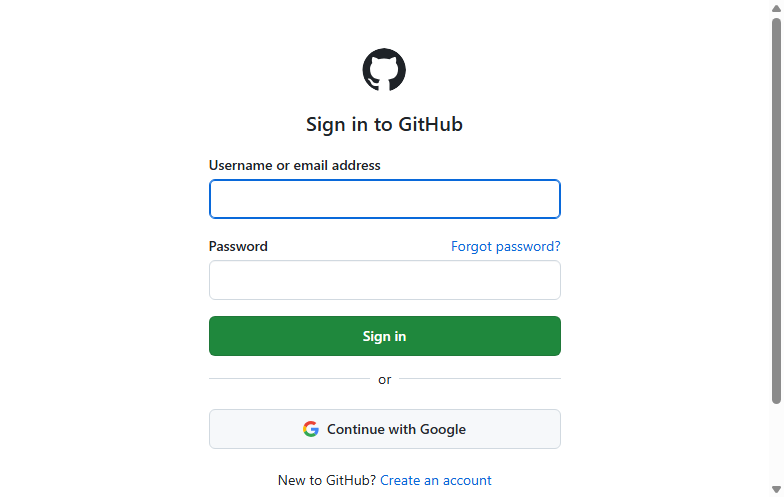 Sign in to GitHub
Username or email address
Password Forgot password?
Sign in
or
Continue with Google
New to GitHub? Create an account